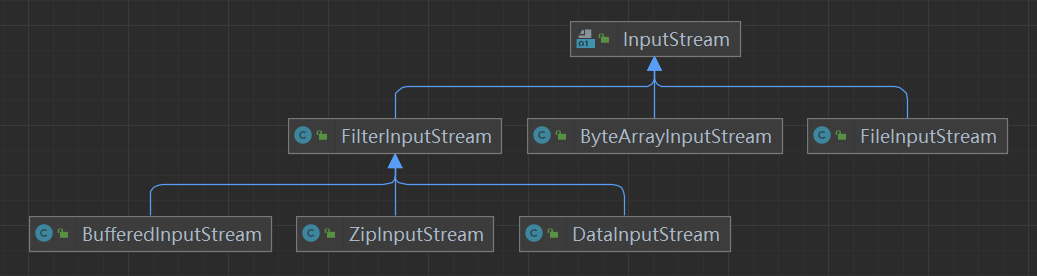 InputStream
FilterInputStream
ByteArrayInputStream
FileInputStream
BufferedInputStream
ZipInputStream
DataInputStream